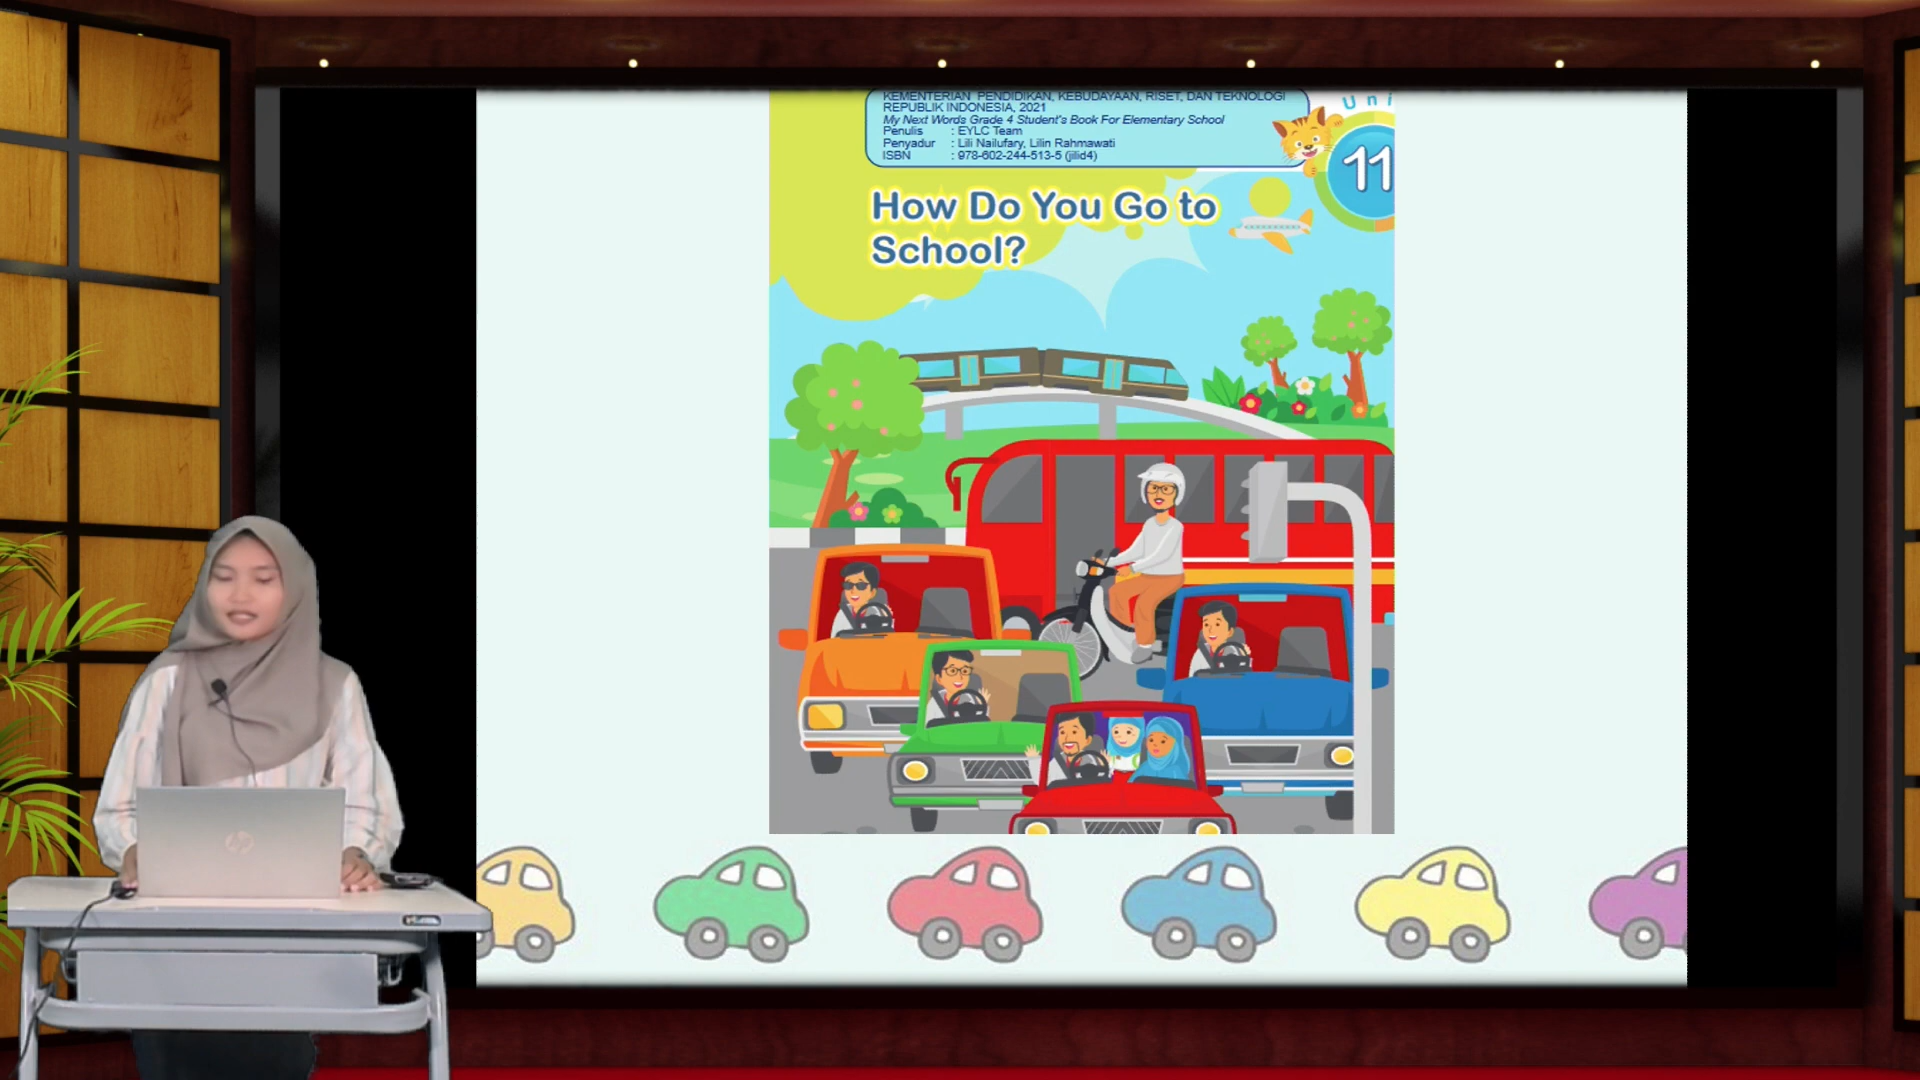 KEMENTERIAN PENDIDIKAN, KEBUDAYAAN, RISET, DAN TEKNOLOGI
REPUBLIK INDONESIA, 2021
My Next Words Grade 4 Student's Book For Elementary School
Penulis : EYLC Team
Penyadur : Lili Nailufary, Lilin Rahmawati
ISBN : 978-602-244-513-5 (jilid4)
Uni
11
How Do You Go to
School?
hp